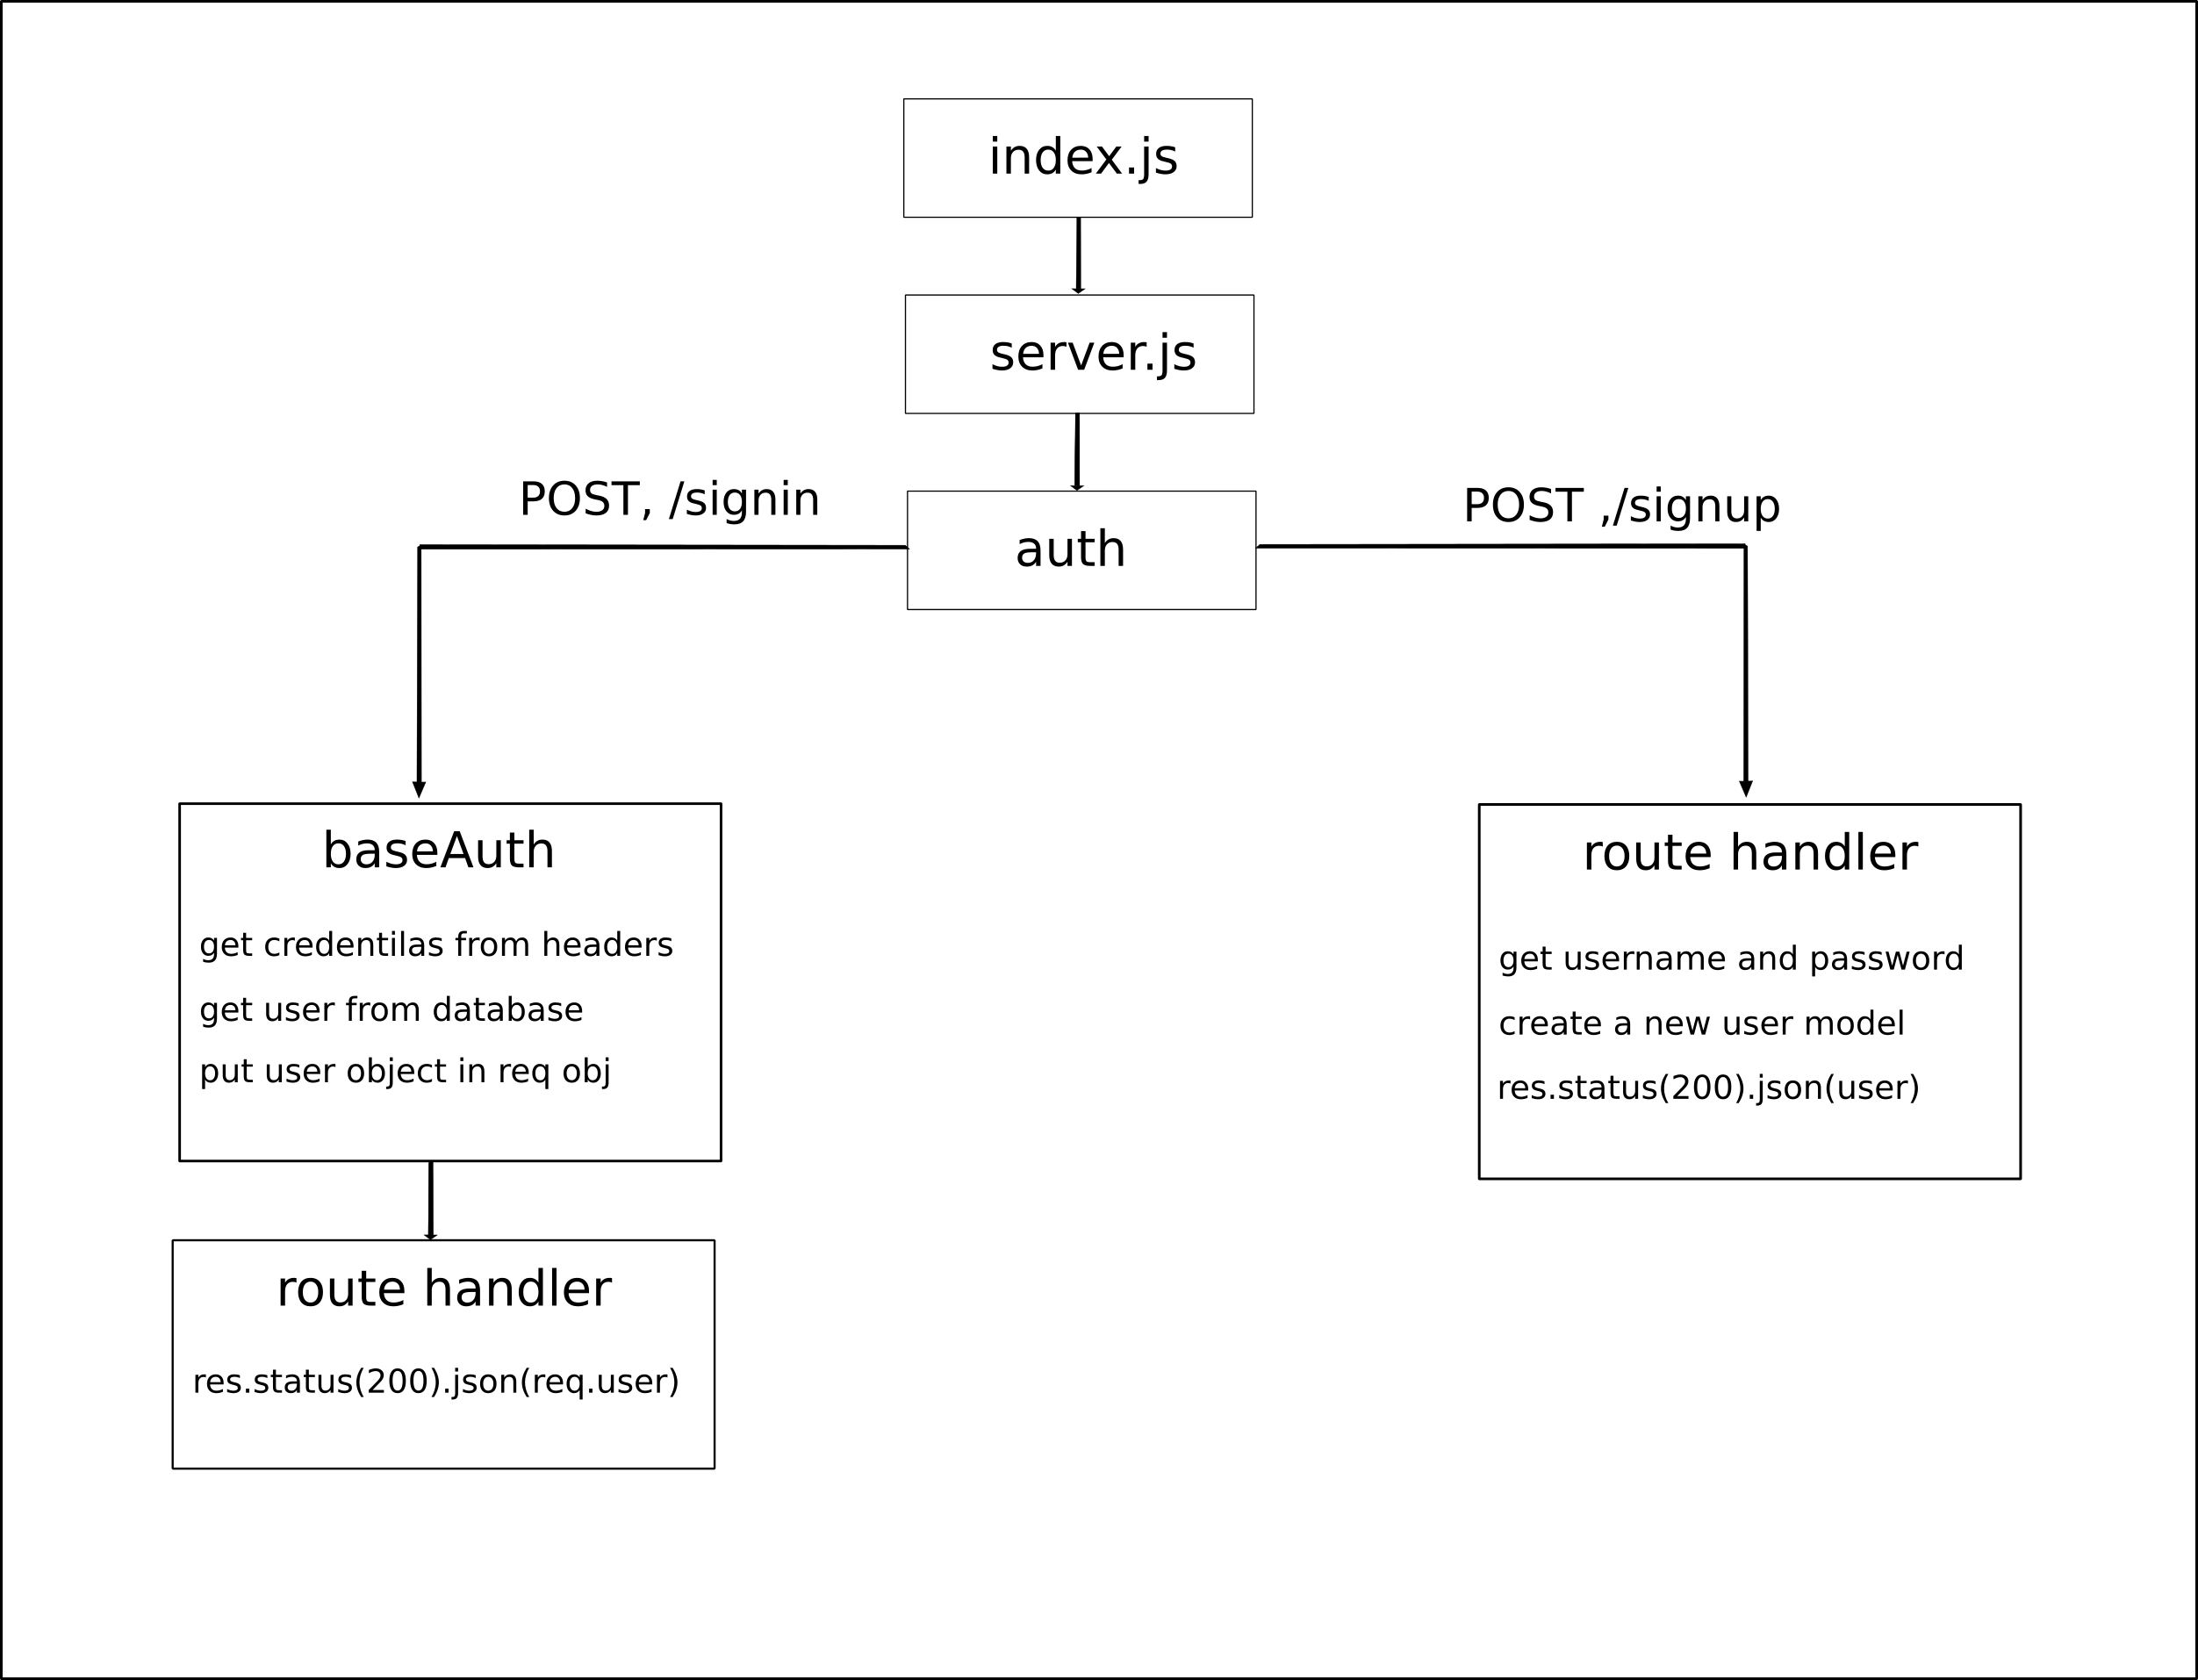 index.js
server.js
POST, /signin
POST ,/signup
auth
baseAuth
get credentilas from headers
get user from database
put user object in req obj
route handler
get username and password
create a new user model
res.status(200).json(user)
route handler
res.status(200).json(req.user)